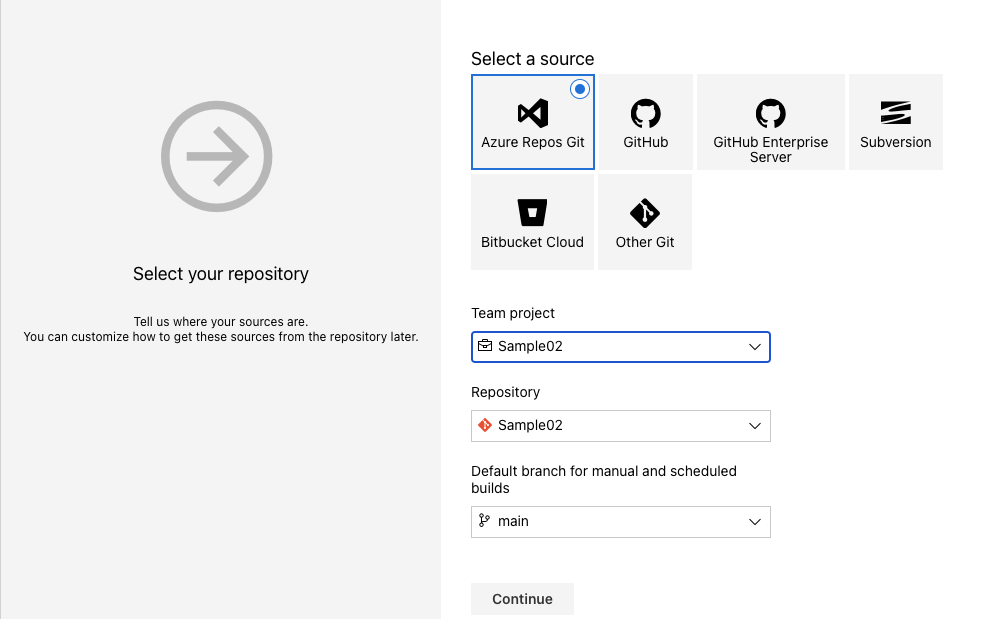 Select your repository
Tell us where your sources are.
You can customize how to get these sources from the repository later.
Select a source
Azure Repos Git
GitHub
GitHub Enterprise
Server
Subversion
Bitbucket Cloud
Other Git
Team project
Sample02
Repository
Sample02
Default branch for manual and scheduled
builds
main
Continue